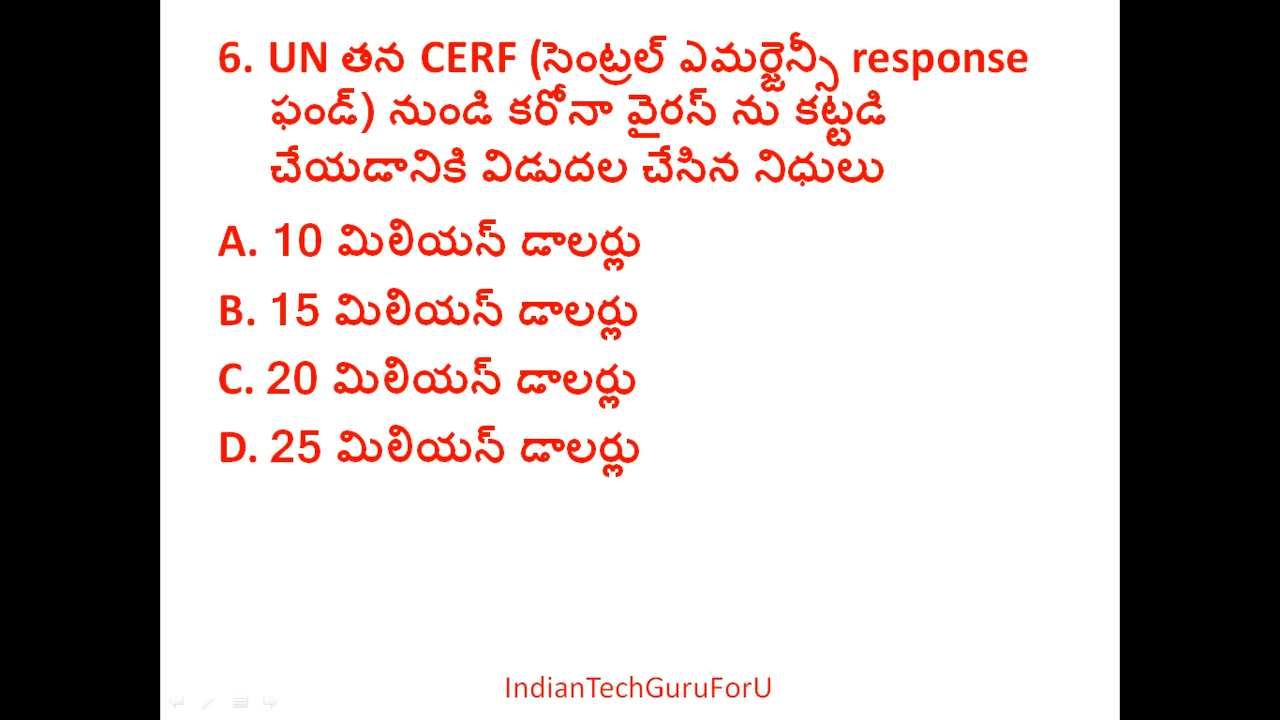 6. UN తన CERF (సెంట్రల్ ఎమర్జెన్సీ response
ఫండ్) నుండి కరోనా వైరస్ ను కట్టడి
చేయడానికి విడుదల చేసిన నిధులు
A. 10 మిలియన్ డాలర్లు
B. 15 మిలియన్ డాలర్లు
C. 20 మిలియన్ డాలర్లు
D. 25 మిలియన్ డాలర్లు
IndianTechGuruForU